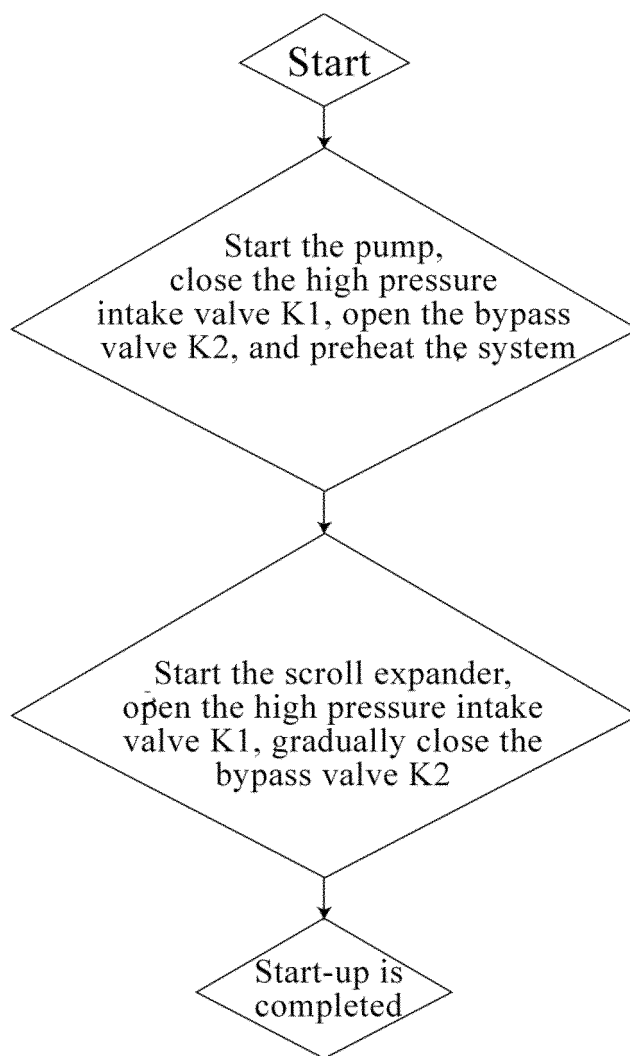 Start
Start the pump,
close the high pressure
intake valve K1, open the bypass
valve K2, and preheat the system
Start the scroll expander,
open the high pressure intake
valve K1, gradually close the
bypass valve K2
Start-up is
completed